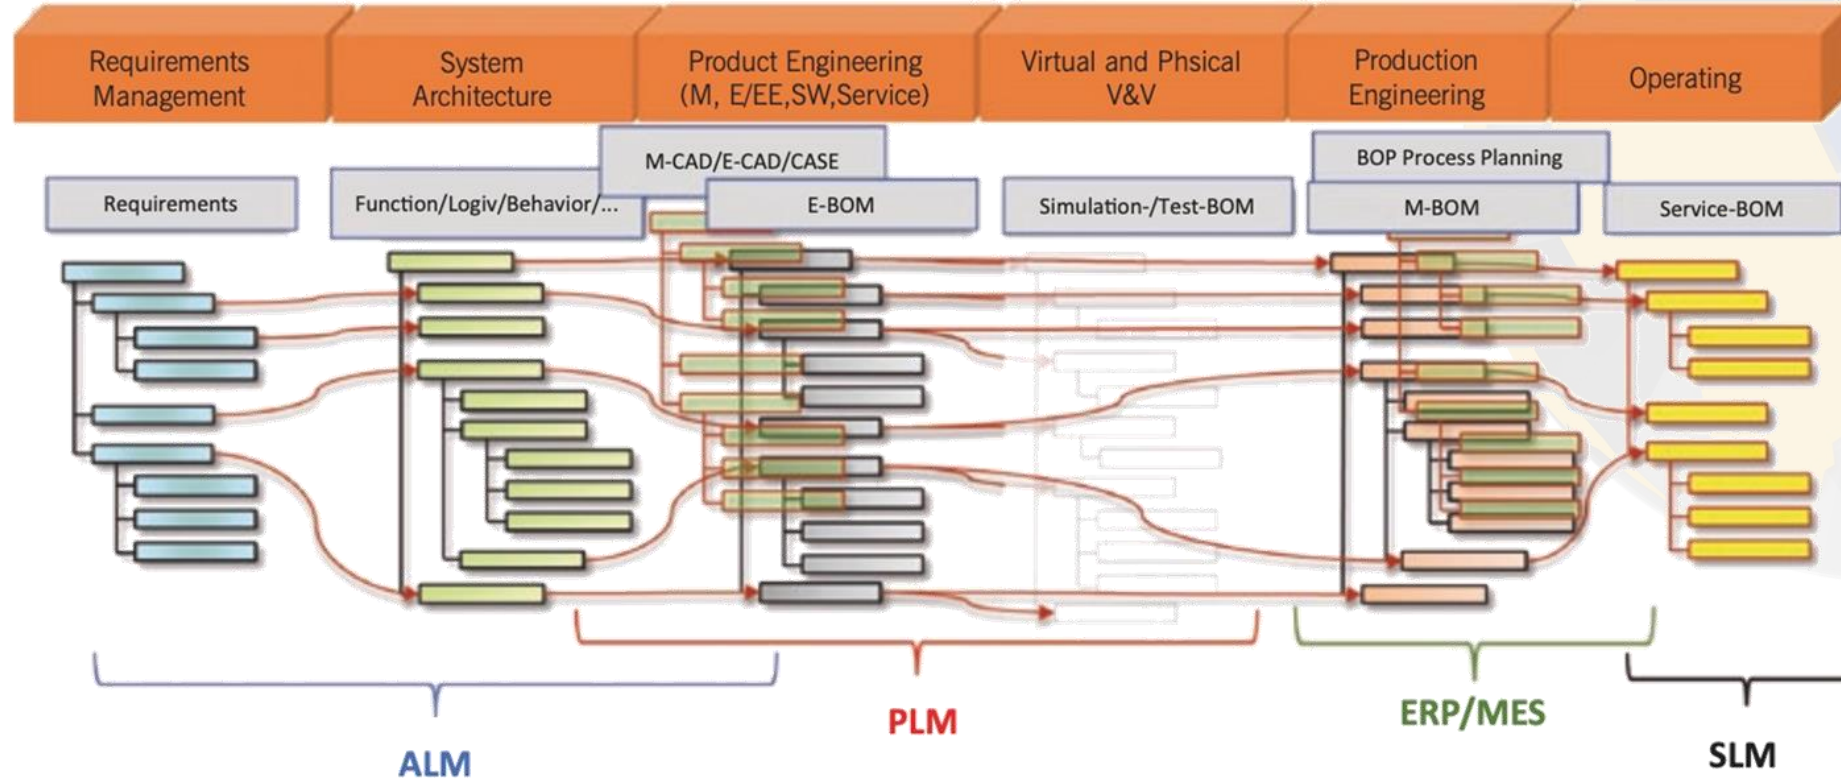 Requirements
Management
System
Architecture
Product Engineering
(M, E/EE,SW,Service)
Virtual and Phsical
V&V
Production
Engineering
Operating
M-CAD/E-CAD/CASE
BOP Process Planning
Requirements
Function/Logiv/Behavior/...
E-BOM
Simulation-/Test-BOM
M-BOM
Service-BOM
ALM
PLM
ERP/MES
SLM